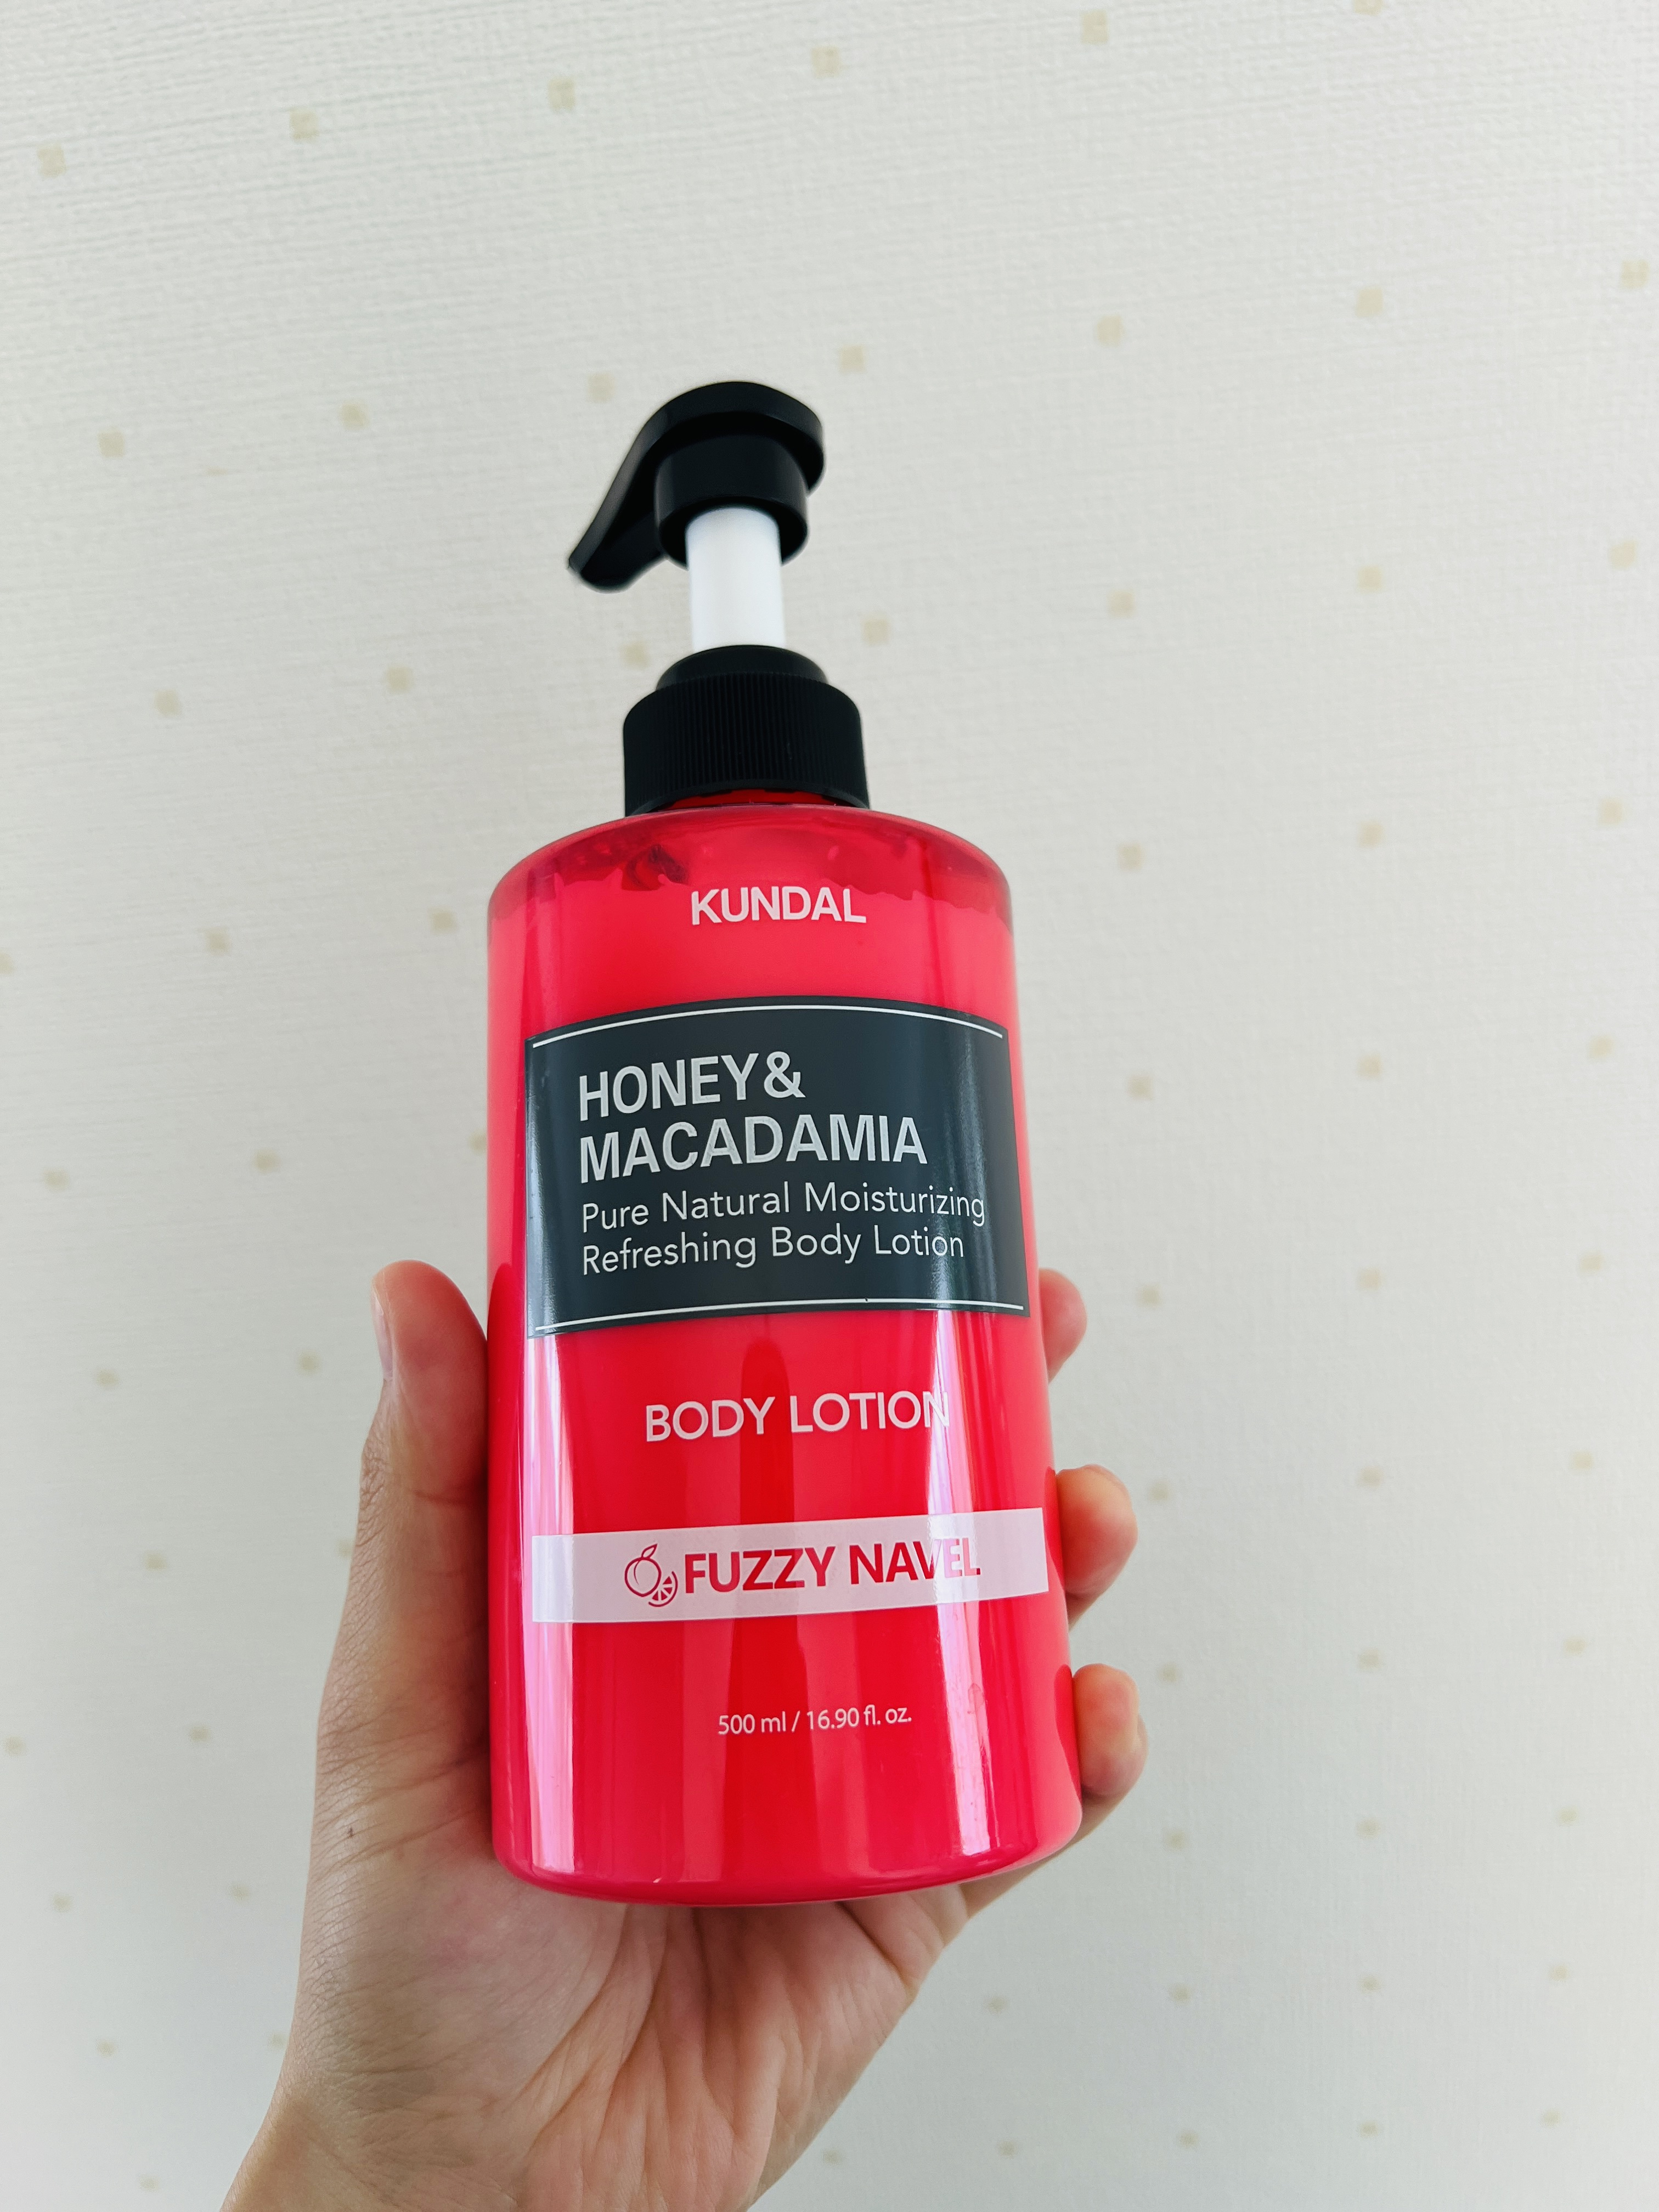 KUNDAL
HONEY&
MACADAMIA
Pure Natural Moisturizing
Refreshing Body Lotion
BODY LOTION
FUZZY NAVEL
500 ml / 16.90 fl. oz.